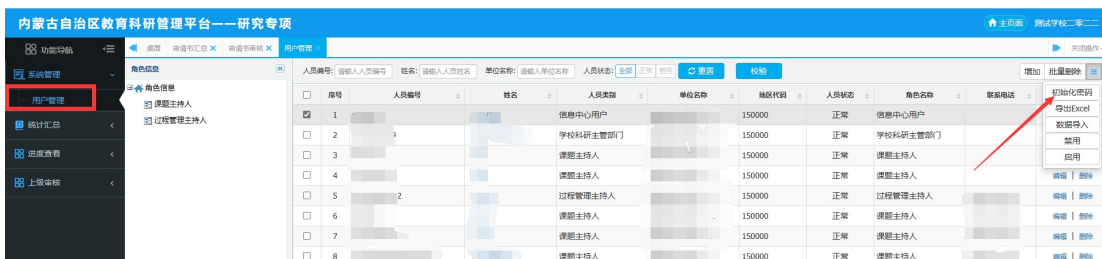 内蒙古自治区教育科研管理平台——研究专项
主页面 测试学校二零二二
功能导航 桌面 申请书汇总 × 申请书审核 × 用户管理 × 关闭操作
系统管理
用户管理
统计汇总
进度查看
上级审核
角色信息
角色信息
课题主持人
过程管理主持人
人员编号: 请输入人员编号 姓名: 请输入人员姓名 单位名称: 请输入单位名称 人员状态: 全部 正常 禁用 重置 校验 增加 批量删除
序号 人员编号 姓名 人员类别 单位名称 地区代码 人员状态 角色名称 联系电话
初始化密码
导出Excel
数据导入
禁用
启用
1 信息中心用户 150000 正常 信息中心用户
2 学校科研主管部门 150000 正常 学校科研主管部门
3 课题主持人 150000 正常 课题主持人
4 课题主持人 150000 正常 课题主持人 编辑 | 删除
5 2 过程管理主持人 150000 正常 过程管理主持人 编辑 | 删除
6 课题主持人 150000 正常 课题主持人 编辑 | 删除
7 课题主持人 150000 正常 课题主持人 编辑 | 删除
8 课题主持人 150000 正常 课题主持人 编辑 | 删除